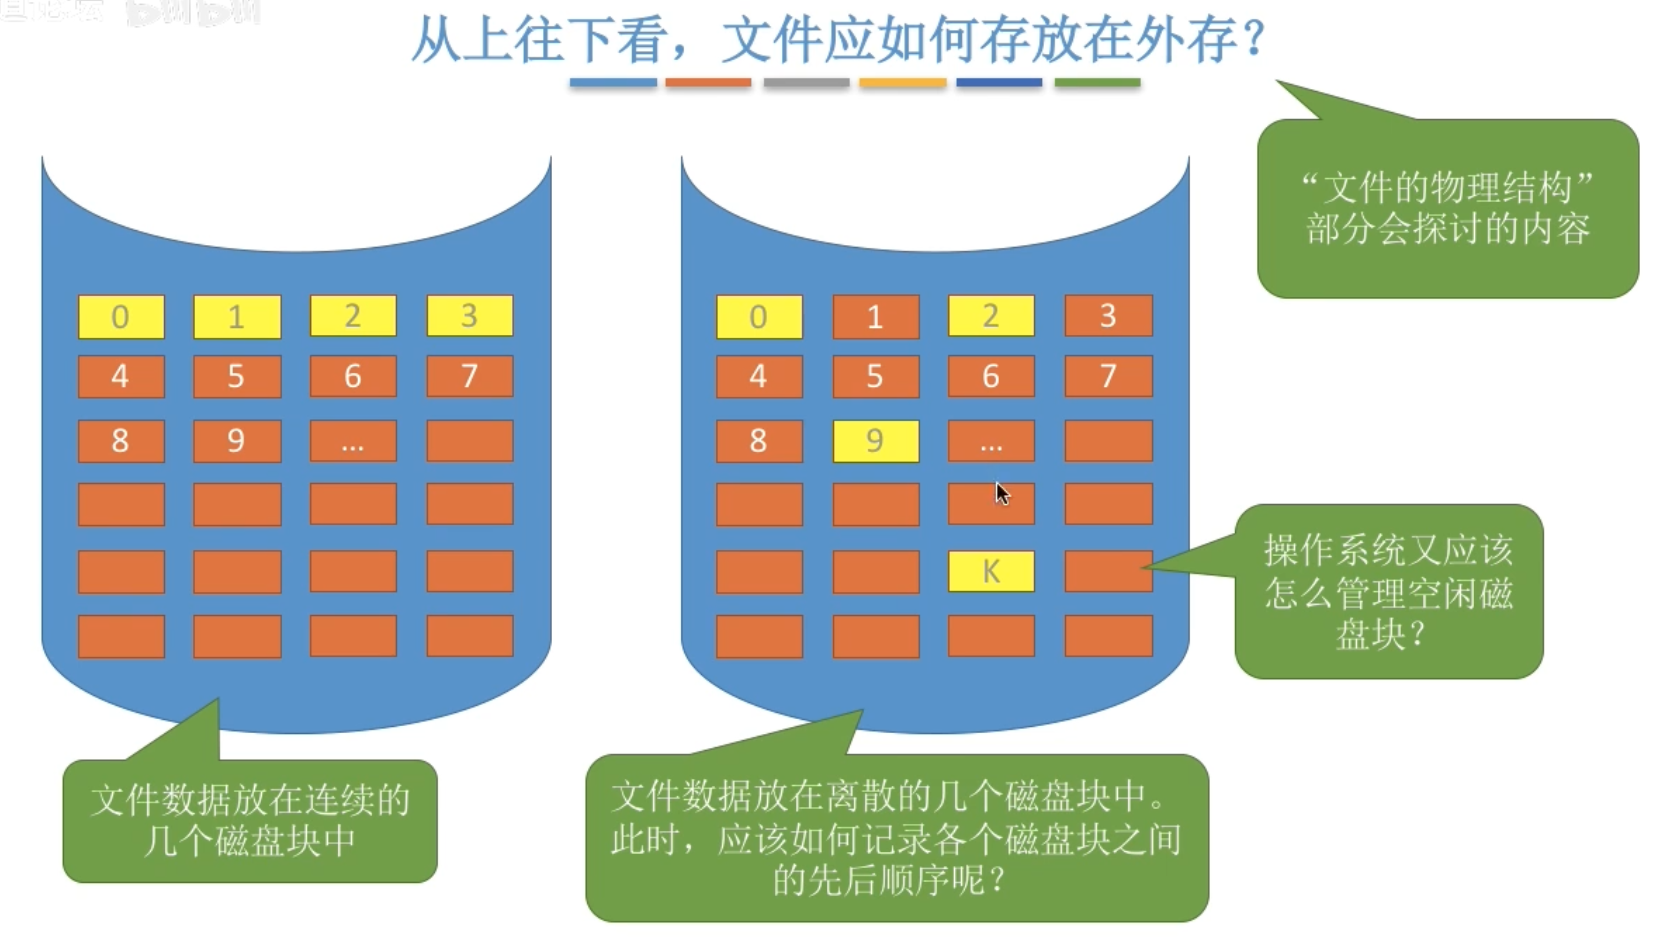 从上往下看，文件应如何存放在外存？
“文件的物理结构”
部分会探讨的内容
0 1 2 3
4 5 6 7
8 9 ...
0 1 2 3
4 5 6 7
8 9 ...
K
操作系统又应该
怎么管理空闲磁
盘块？
文件数据放在连续的
几个磁盘块中
文件数据放在离散的几个磁盘块中。
此时，应该如何记录各个磁盘块之间
的先后顺序呢？